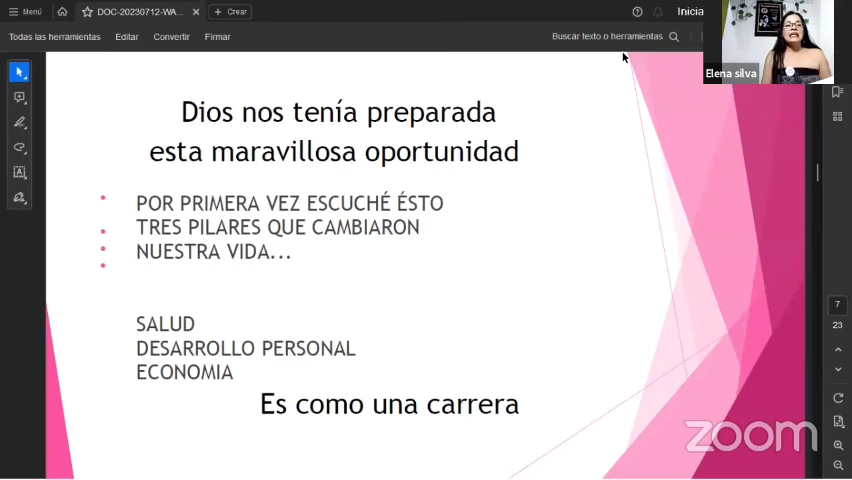 Menú
DOC-20230712-WA...
Crear
Inicia
Todas las herramientas
Editar
Convertir
Firmar
Buscar texto o herramientas
Elena silva
Dios nos tenía preparada
esta maravillosa oportunidad
POR PRIMERA VEZ ESCUCHÉ ÉSTO
TRES PILARES QUE CAMBIARON
NUESTRA VIDA...
SALUD
DESARROLLO PERSONAL
ECONOMIA
Es como una carrera
7
23
zoom